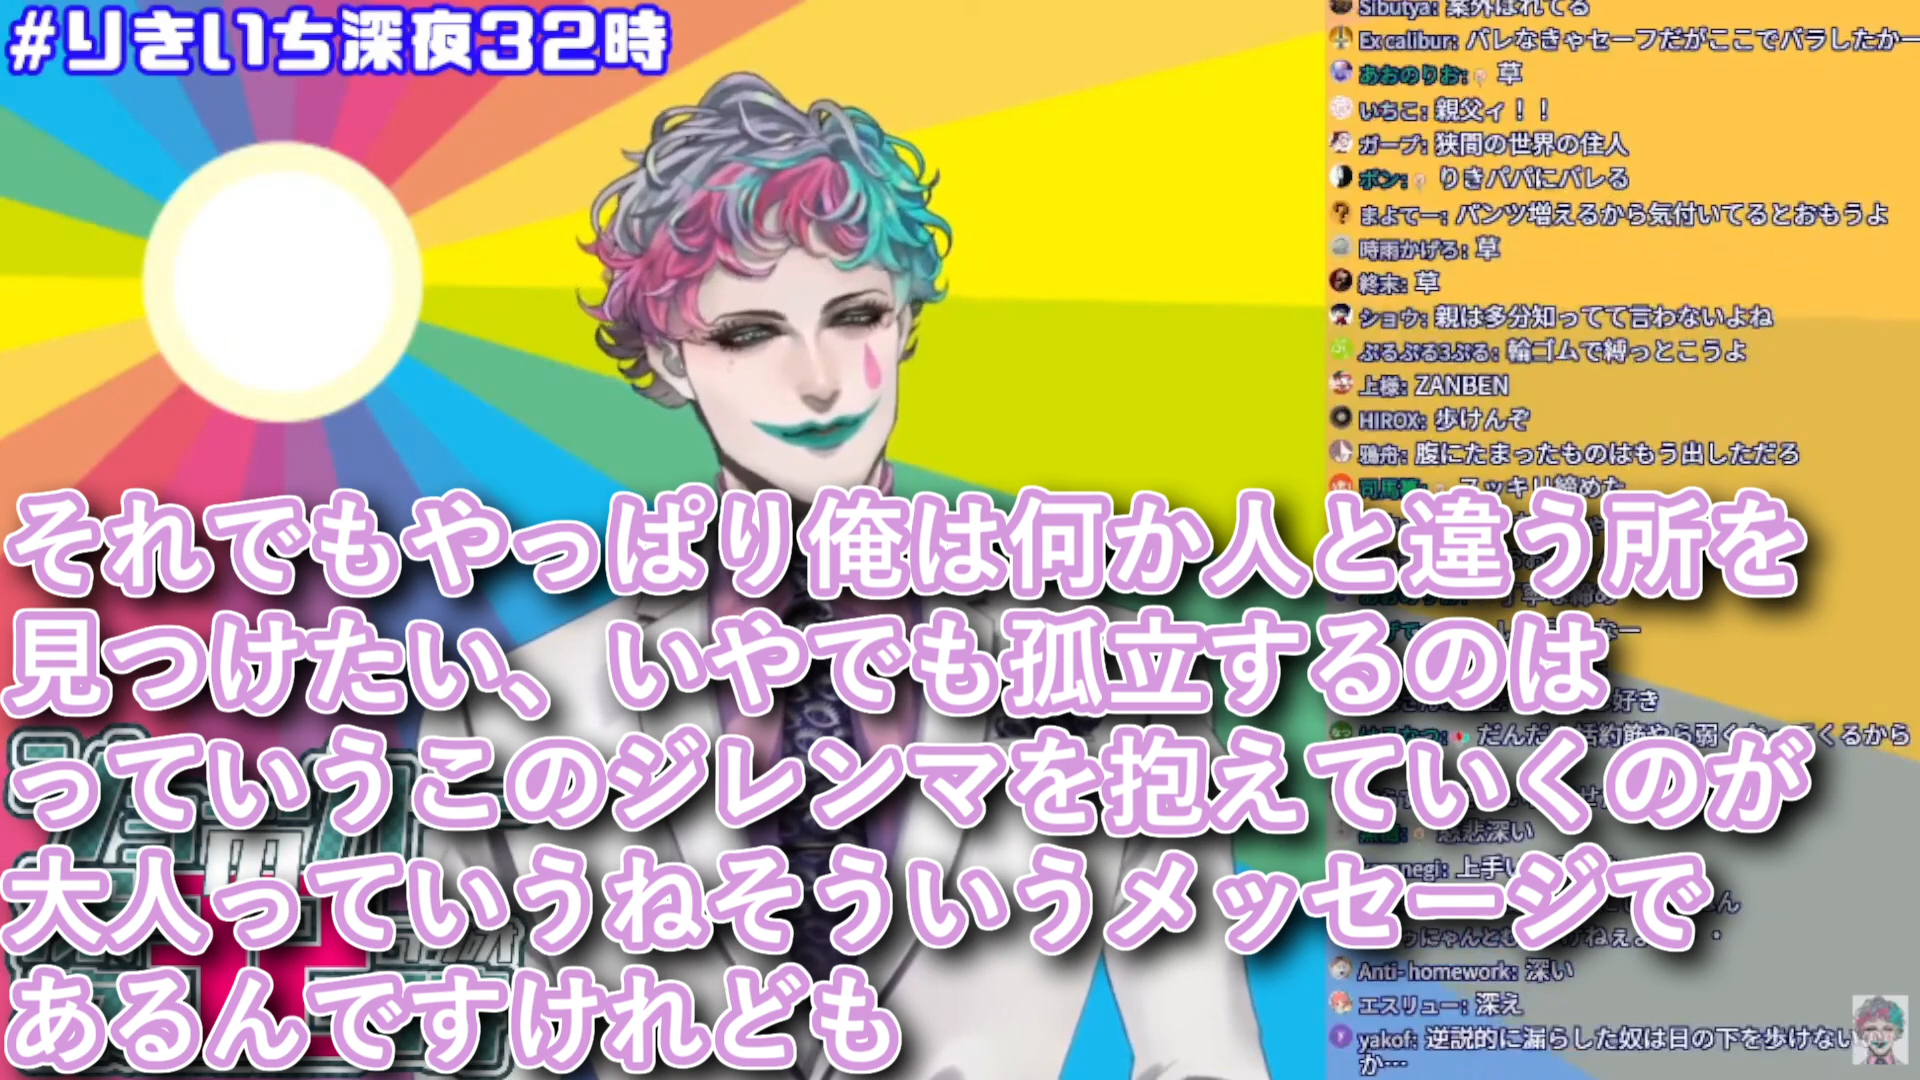 #りきいち深夜32時
Sibutya: 案外ばれてる
Ex calibur: バレなきゃセーフだがここでバラしたかー
あおのりお: 草
いちこ: 親父ィ！！
ガープ: 狭間の世界の住人
ボン: りきパパにバレる
まよてー: パンツ増えるから気付いてるとおもうよ
時雨かげろ: 草
終末: 草
ショウ: 親は多分知ってて言わないよね
ぷるぷる3ぷる: 輪ゴムで縛っとこうよ
上様: ZANBEN
HIROX: 歩けんぞ
鴉舟: 腹にたまったものはもう出しただろ
それでもやっぱり俺は何か人と違う所を
見つけたい、いやでも孤立するのは
っていうこのジレンマを抱えていくのが
大人っていうねそういうメッセージで
あるんですけれども
好き
慈悲深い
Anti- homework: 深い
エスリュー: 深え
yakof: 逆説的に漏らした奴は日の下を歩けない
か…